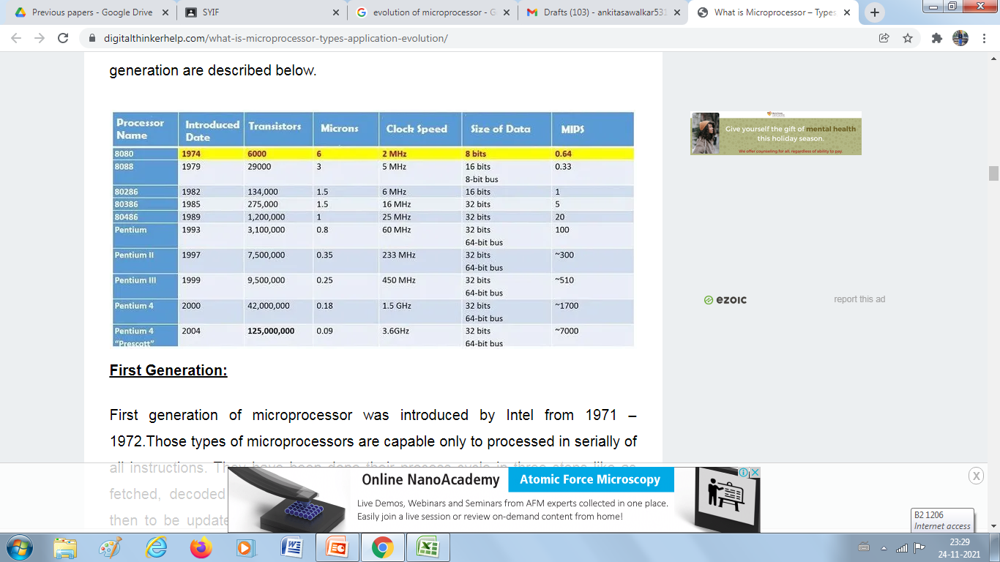 Previous papers - Google Drive
SYIF
evolution of microprocessor - G
Drafts (103) - ankitasawalkar531
What is Microprocessor – Types
digitalthinkerhelp.com/what-is-microprocessor-types-application-evolution/
generation are described below.
Processor Name Introduced Date Transistors Microns Clock Speed Size of Data MIPS
8080 1974 6000 6 2 MHz 8 bits 0.64
8088 1979 29000 3 5 MHz 16 bits 0.33
8-bit bus
80286 1982 134,000 1.5 6 MHz 16 bits 1
80386 1985 275,000 1.5 16 MHz 32 bits 5
80486 1989 1,200,000 1 25 MHz 32 bits 20
Pentium 1993 3,100,000 0.8 60 MHz 32 bits 100
64-bit bus
Pentium II 1997 7,500,000 0.35 233 MHz 32 bits ~300
64-bit bus
Pentium III 1999 9,500,000 0.25 450 MHz 32 bits ~510
64-bit bus
Pentium 4 2000 42,000,000 0.18 1.5 GHz 32 bits ~1700
64-bit bus
Pentium 4 2004 125,000,000 0.09 3.6GHz 32 bits ~7000
"Prescott" 64-bit bus
Give yourself the gift of mental health
this holiday season.
We offer counseling for all, regardless of ability to pay.
ezoic
report this ad
First Generation:
First generation of microprocessor was introduced by Intel from 1971 –
1972.Those types of microprocessors are capable only to processed in serially of
all instructions. They have been done their process cycle in three steps like as
fetched, decoded
then to be update
Online NanoAcademy
Atomic Force Microscopy
Live Demos, Webinars and Seminars from AFM experts collected in one place.
Easily join a live session or review on-demand content from home!
B2 1206
Internet access
23:29
24-11-2021